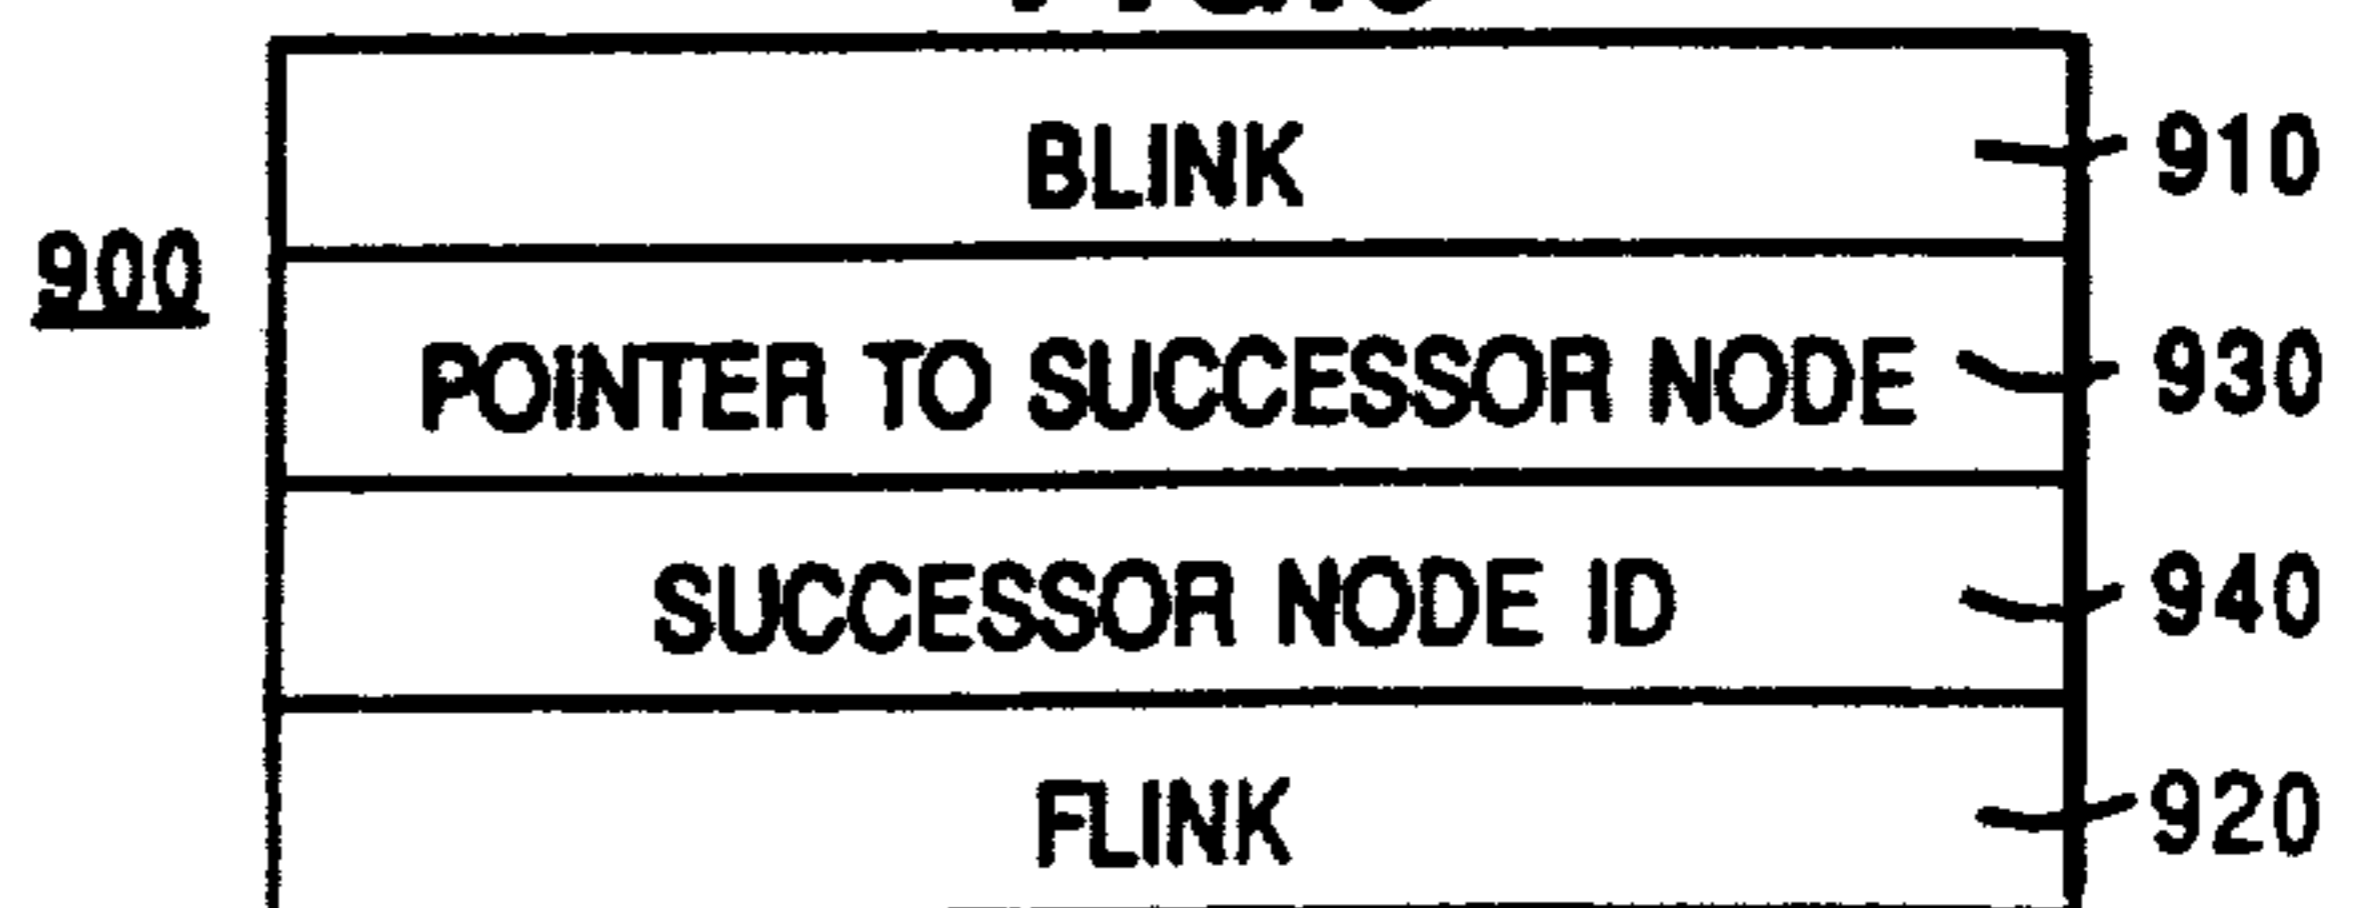 BLINK 910
900
POINTER TO SUCCESSOR NODE 930
SUCCESSOR NODE ID 940
FLINK 920